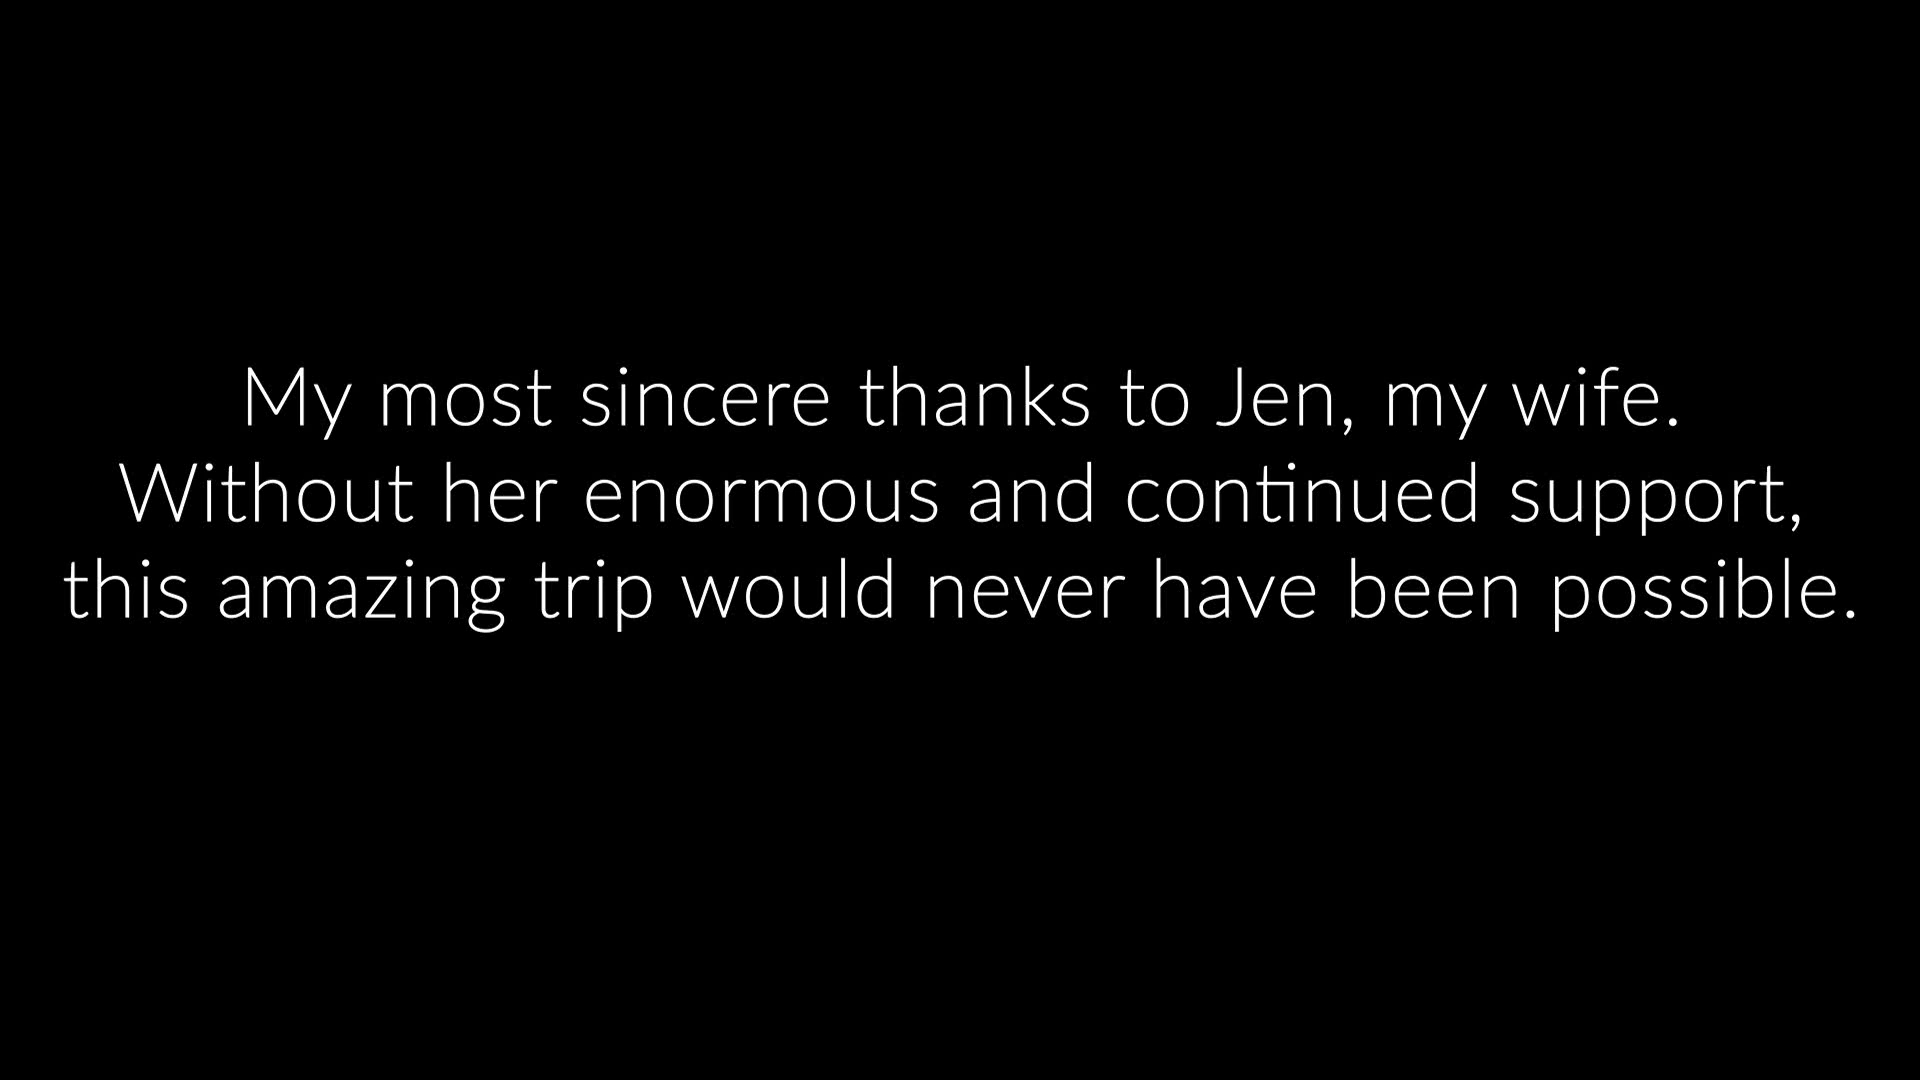 My most sincere thanks to Jen, my wife.
Without her enormous and continued support,
this amazing trip would never have been possible.